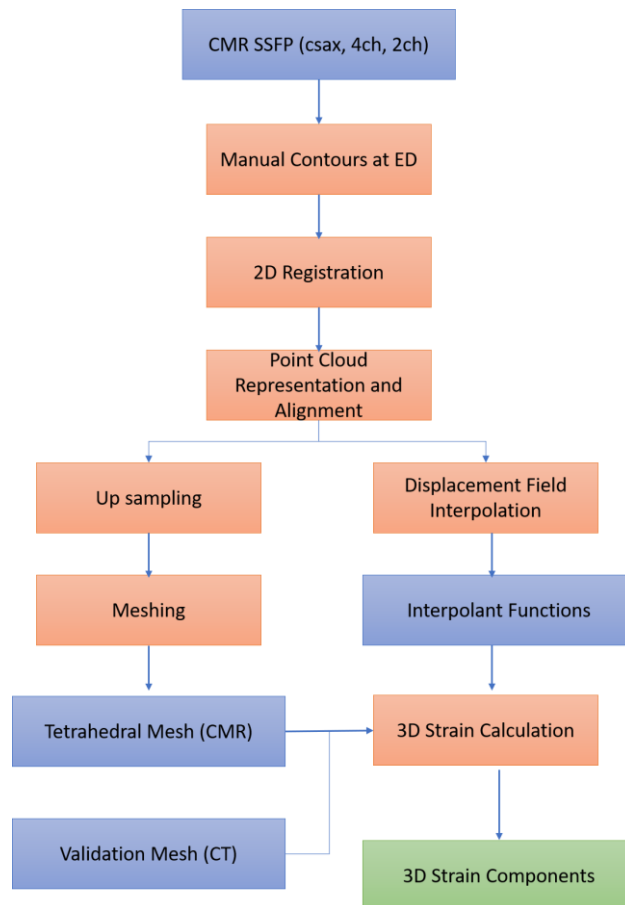 CMR SSFP (csax, 4ch, 2ch)
Manual Contours at ED
2D Registration
Point Cloud
Representation and
Alignment
Up sampling
Displacement Field
Interpolation
Meshing
Interpolant Functions
Tetrahedral Mesh (CMR)
3D Strain Calculation
Validation Mesh (CT)
3D Strain Components